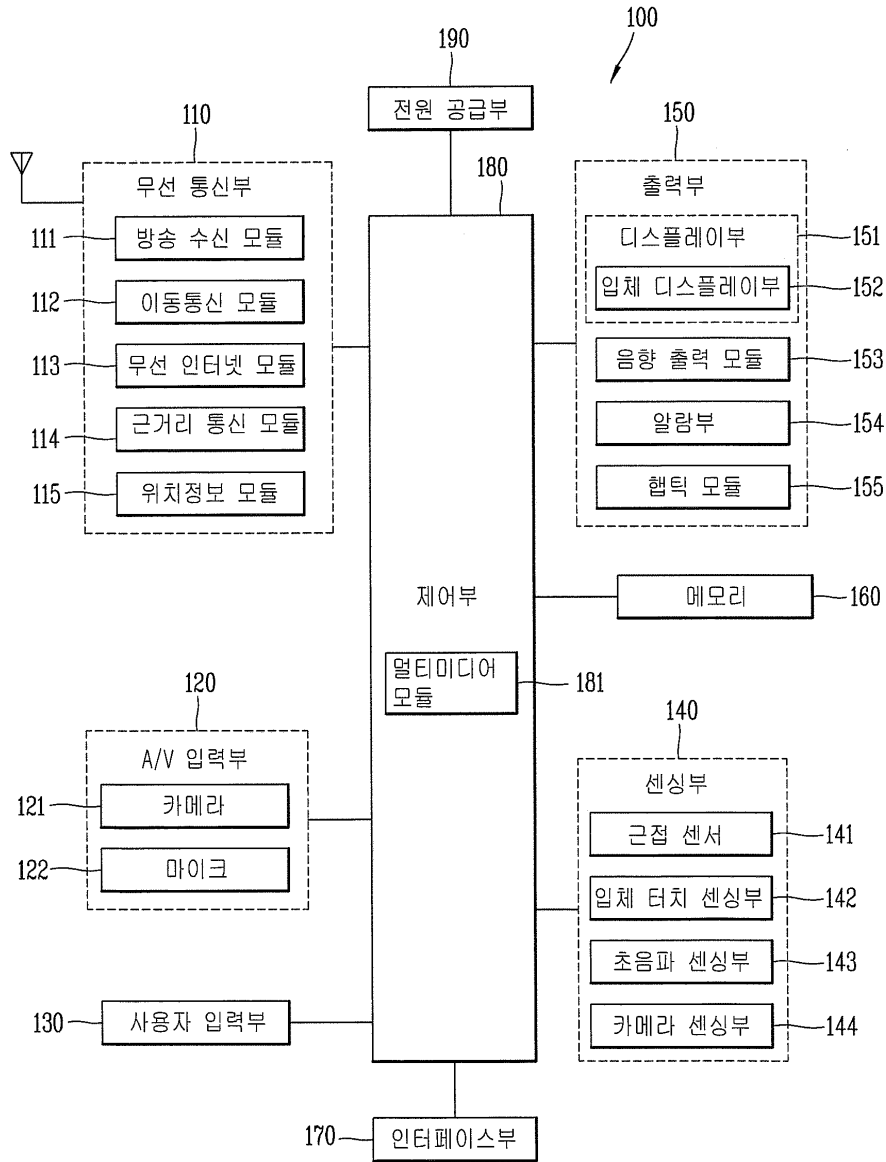 100
190
전원 공급부
110
무선 통신부
111
방송 수신 모듈
112
이동통신 모듈
113
무선 인터넷 모듈
114
근거리 통신 모듈
115
위치정보 모듈
180
제어부
멀티미디어
모듈
181
150
출력부
디스플레이부
151
입체 디스플레이부
152
음향 출력 모듈
153
알람부
154
햅틱 모듈
155
메모리
160
120
A/V 입력부
121
카메라
122
마이크
140
센싱부
근접 센서
141
입체 터치 센싱부
142
초음파 센싱부
143
카메라 센싱부
144
130
사용자 입력부
170
인터페이스부